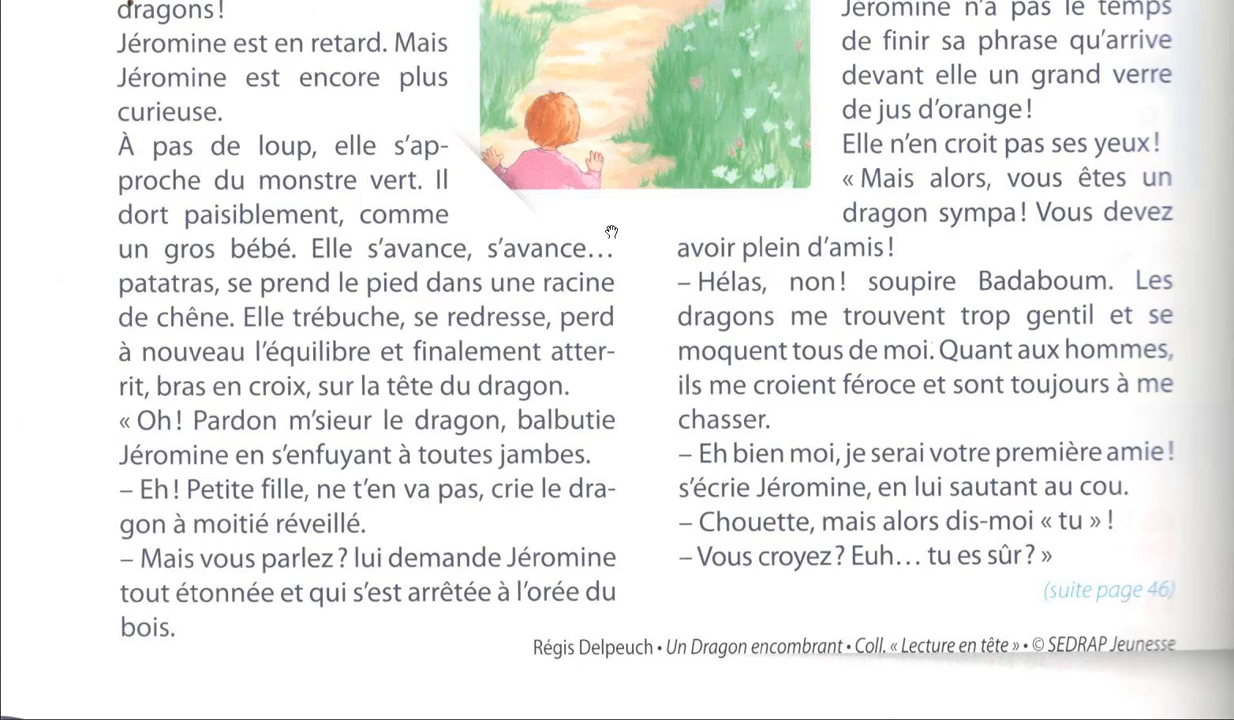 dragons !
Jéromine est en retard. Mais
Jéromine est encore plus
curieuse.
À pas de loup, elle s'ap-
proche du monstre vert. Il
dort paisiblement, comme
un gros bébé. Elle s'avance, s'avance…
patatras, se prend le pied dans une racine
de chêne. Elle trébuche, se redresse, perd
à nouveau l'équilibre et finalement atter-
rit, bras en croix, sur la tête du dragon.
« Oh ! Pardon m'sieur le dragon, balbutie
Jéromine en s'enfuyant à toutes jambes.
– Eh ! Petite fille, ne t'en va pas, crie le dra-
gon à moitié réveillé.
– Mais vous parlez ? lui demande Jéromine
tout étonnée et qui s'est arrêtée à l'orée du
bois.
Jéromine n'a pas le temps
de finir sa phrase qu'arrive
devant elle un grand verre
de jus d'orange !
Elle n'en croit pas ses yeux !
« Mais alors, vous êtes un
dragon sympa ! Vous devez
avoir plein d'amis !
– Hélas, non ! soupire Badaboum. Les
dragons me trouvent trop gentil et se
moquent tous de moi. Quant aux hommes,
ils me croient féroce et sont toujours à me
chasser.
– Eh bien moi, je serai votre première amie !
s'écrie Jéromine, en lui sautant au cou.
– Chouette, mais alors dis-moi « tu » !
– Vous croyez ? Euh… tu es sûr ? »
(suite page 46)
Régis Delpeuch • Un Dragon encombrant • Coll. « Lecture en tête » • © SEDRAP Jeunesse